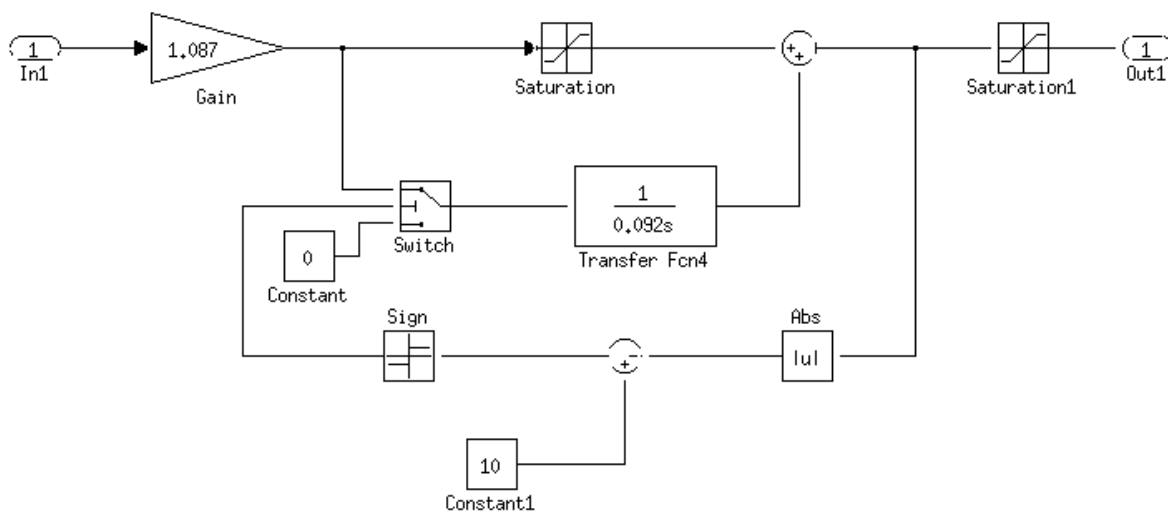 1
In1
1.087
Gain
Saturation
++
Saturation1
1
Out1
Switch
1
0.092s
Transfer Fcn4
0
Constant
Sign
+-
Abs
|u|
10
Constant1